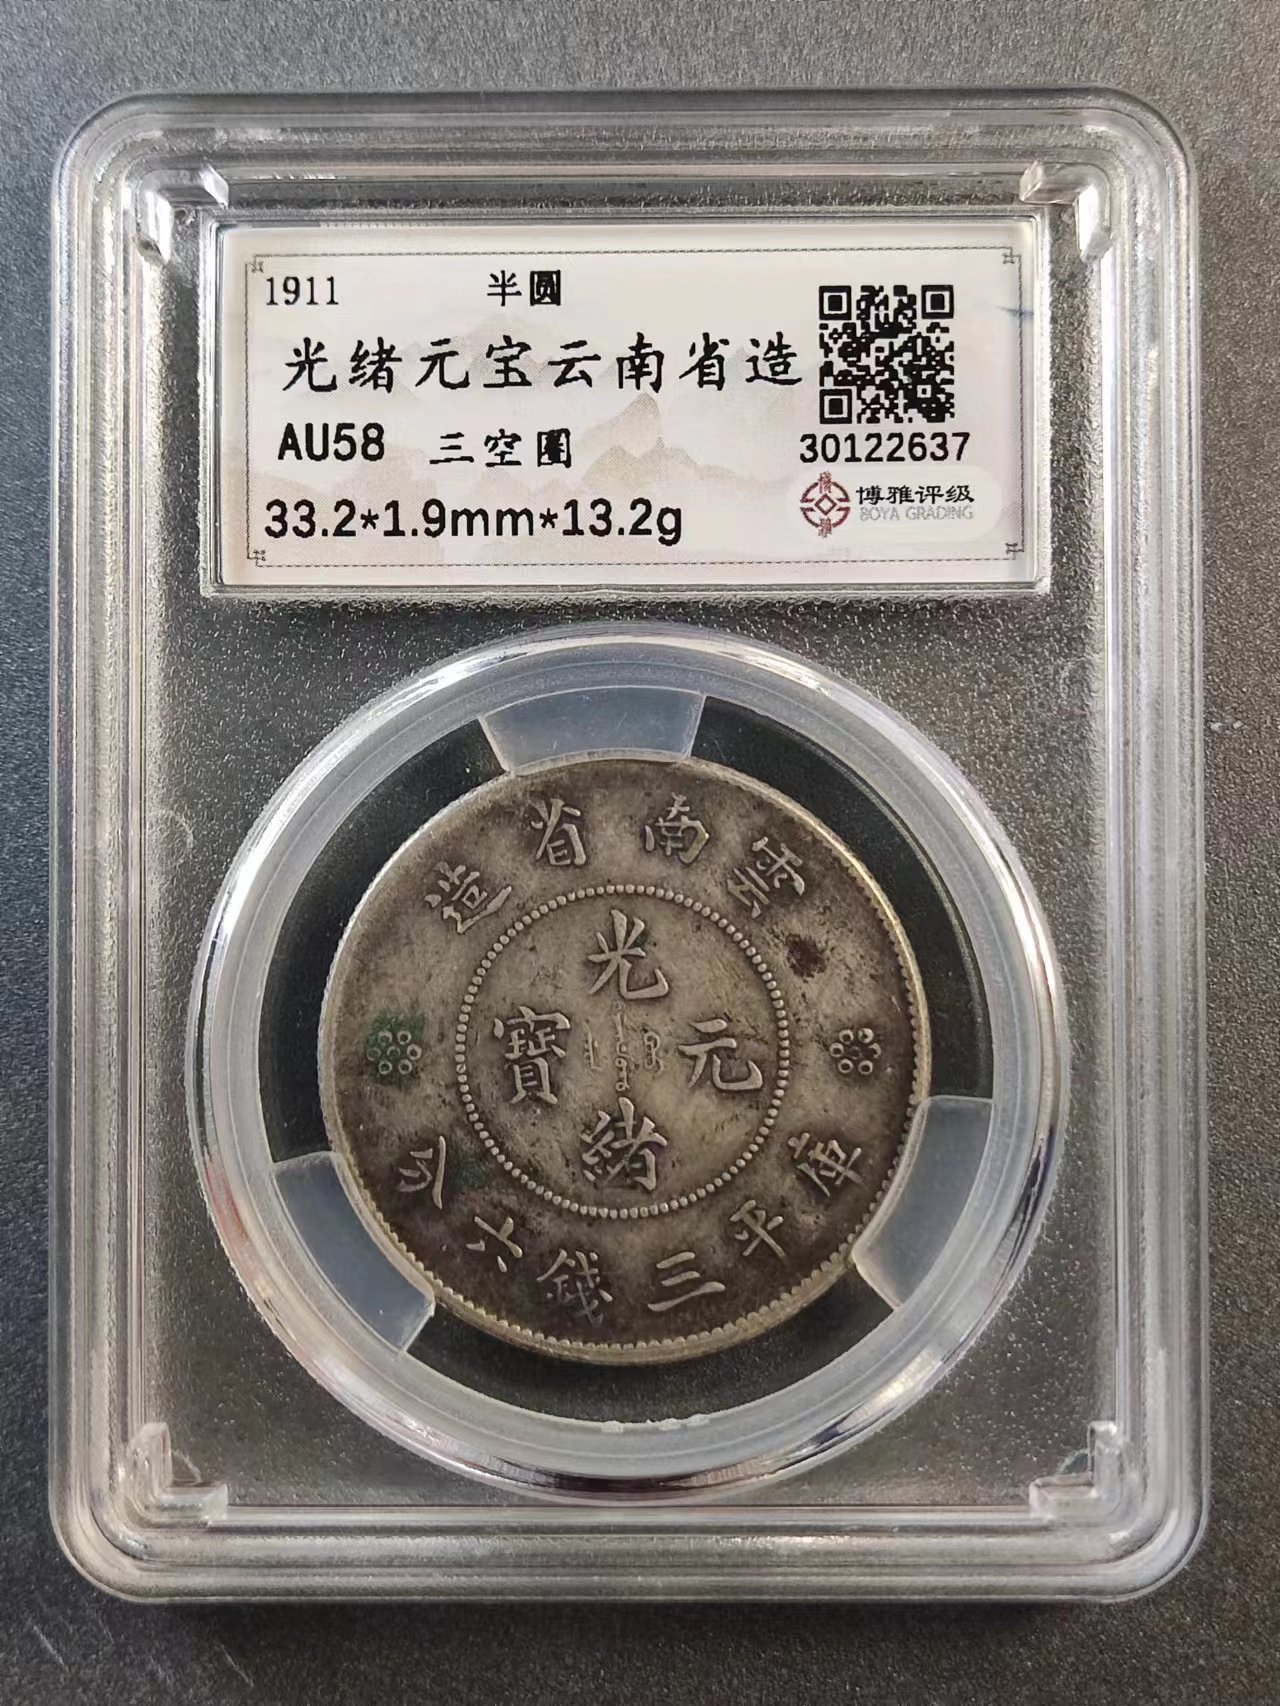 1911 半圆
光绪元宝云南省造
AU58 三空圈
30122637
33.2*1.9mm*13.2g
博雅评级
BOYA GRADING
造省南雲
光
寶 元
緒
庫平三錢六分